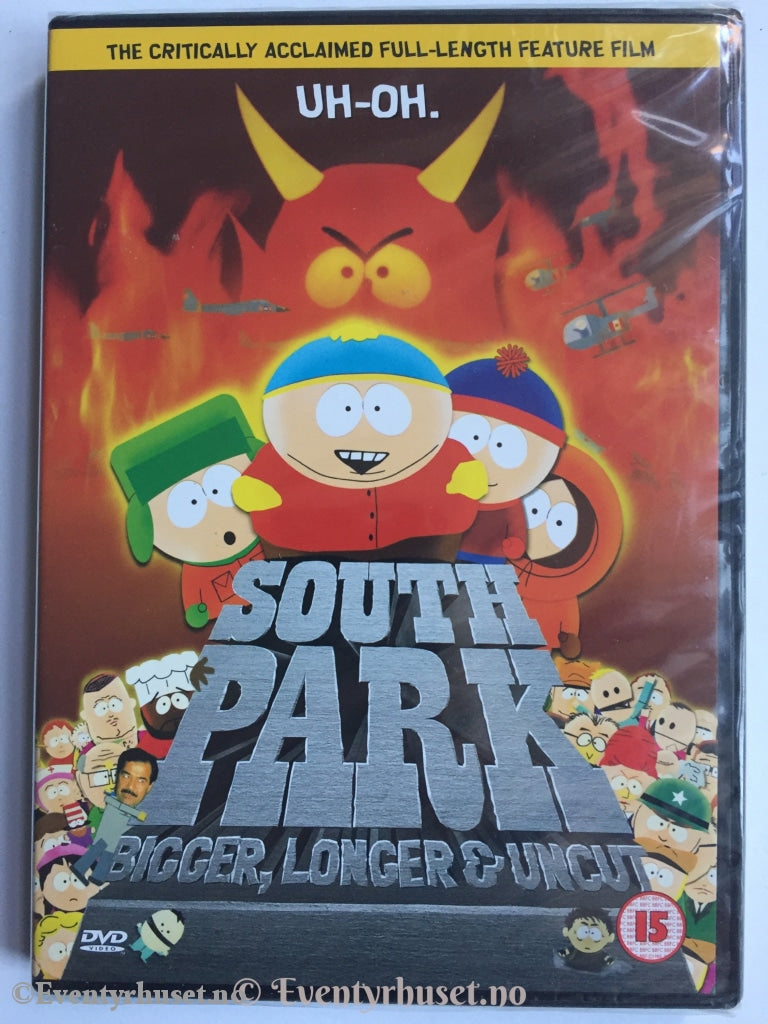 THE CRITICALLY ACCLAIMED FULL-LENGTH FEATURE FILM
UH-OH.
SOUTH
PARK
BIGGER, LONGER & UNCUT
DVD
VIDEO
15
©Eventyrhuset.no
© Eventyrhuset.no